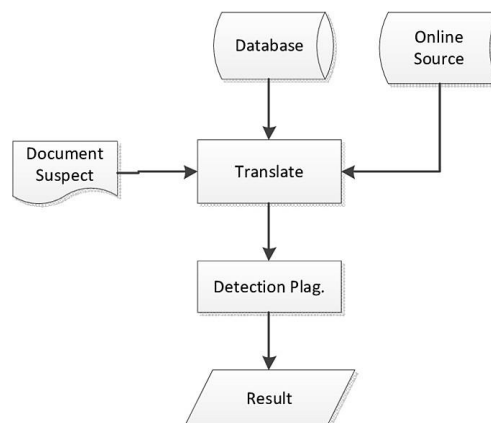 Database
Online
Source
Document
Suspect
Translate
Detection Plag.
Result